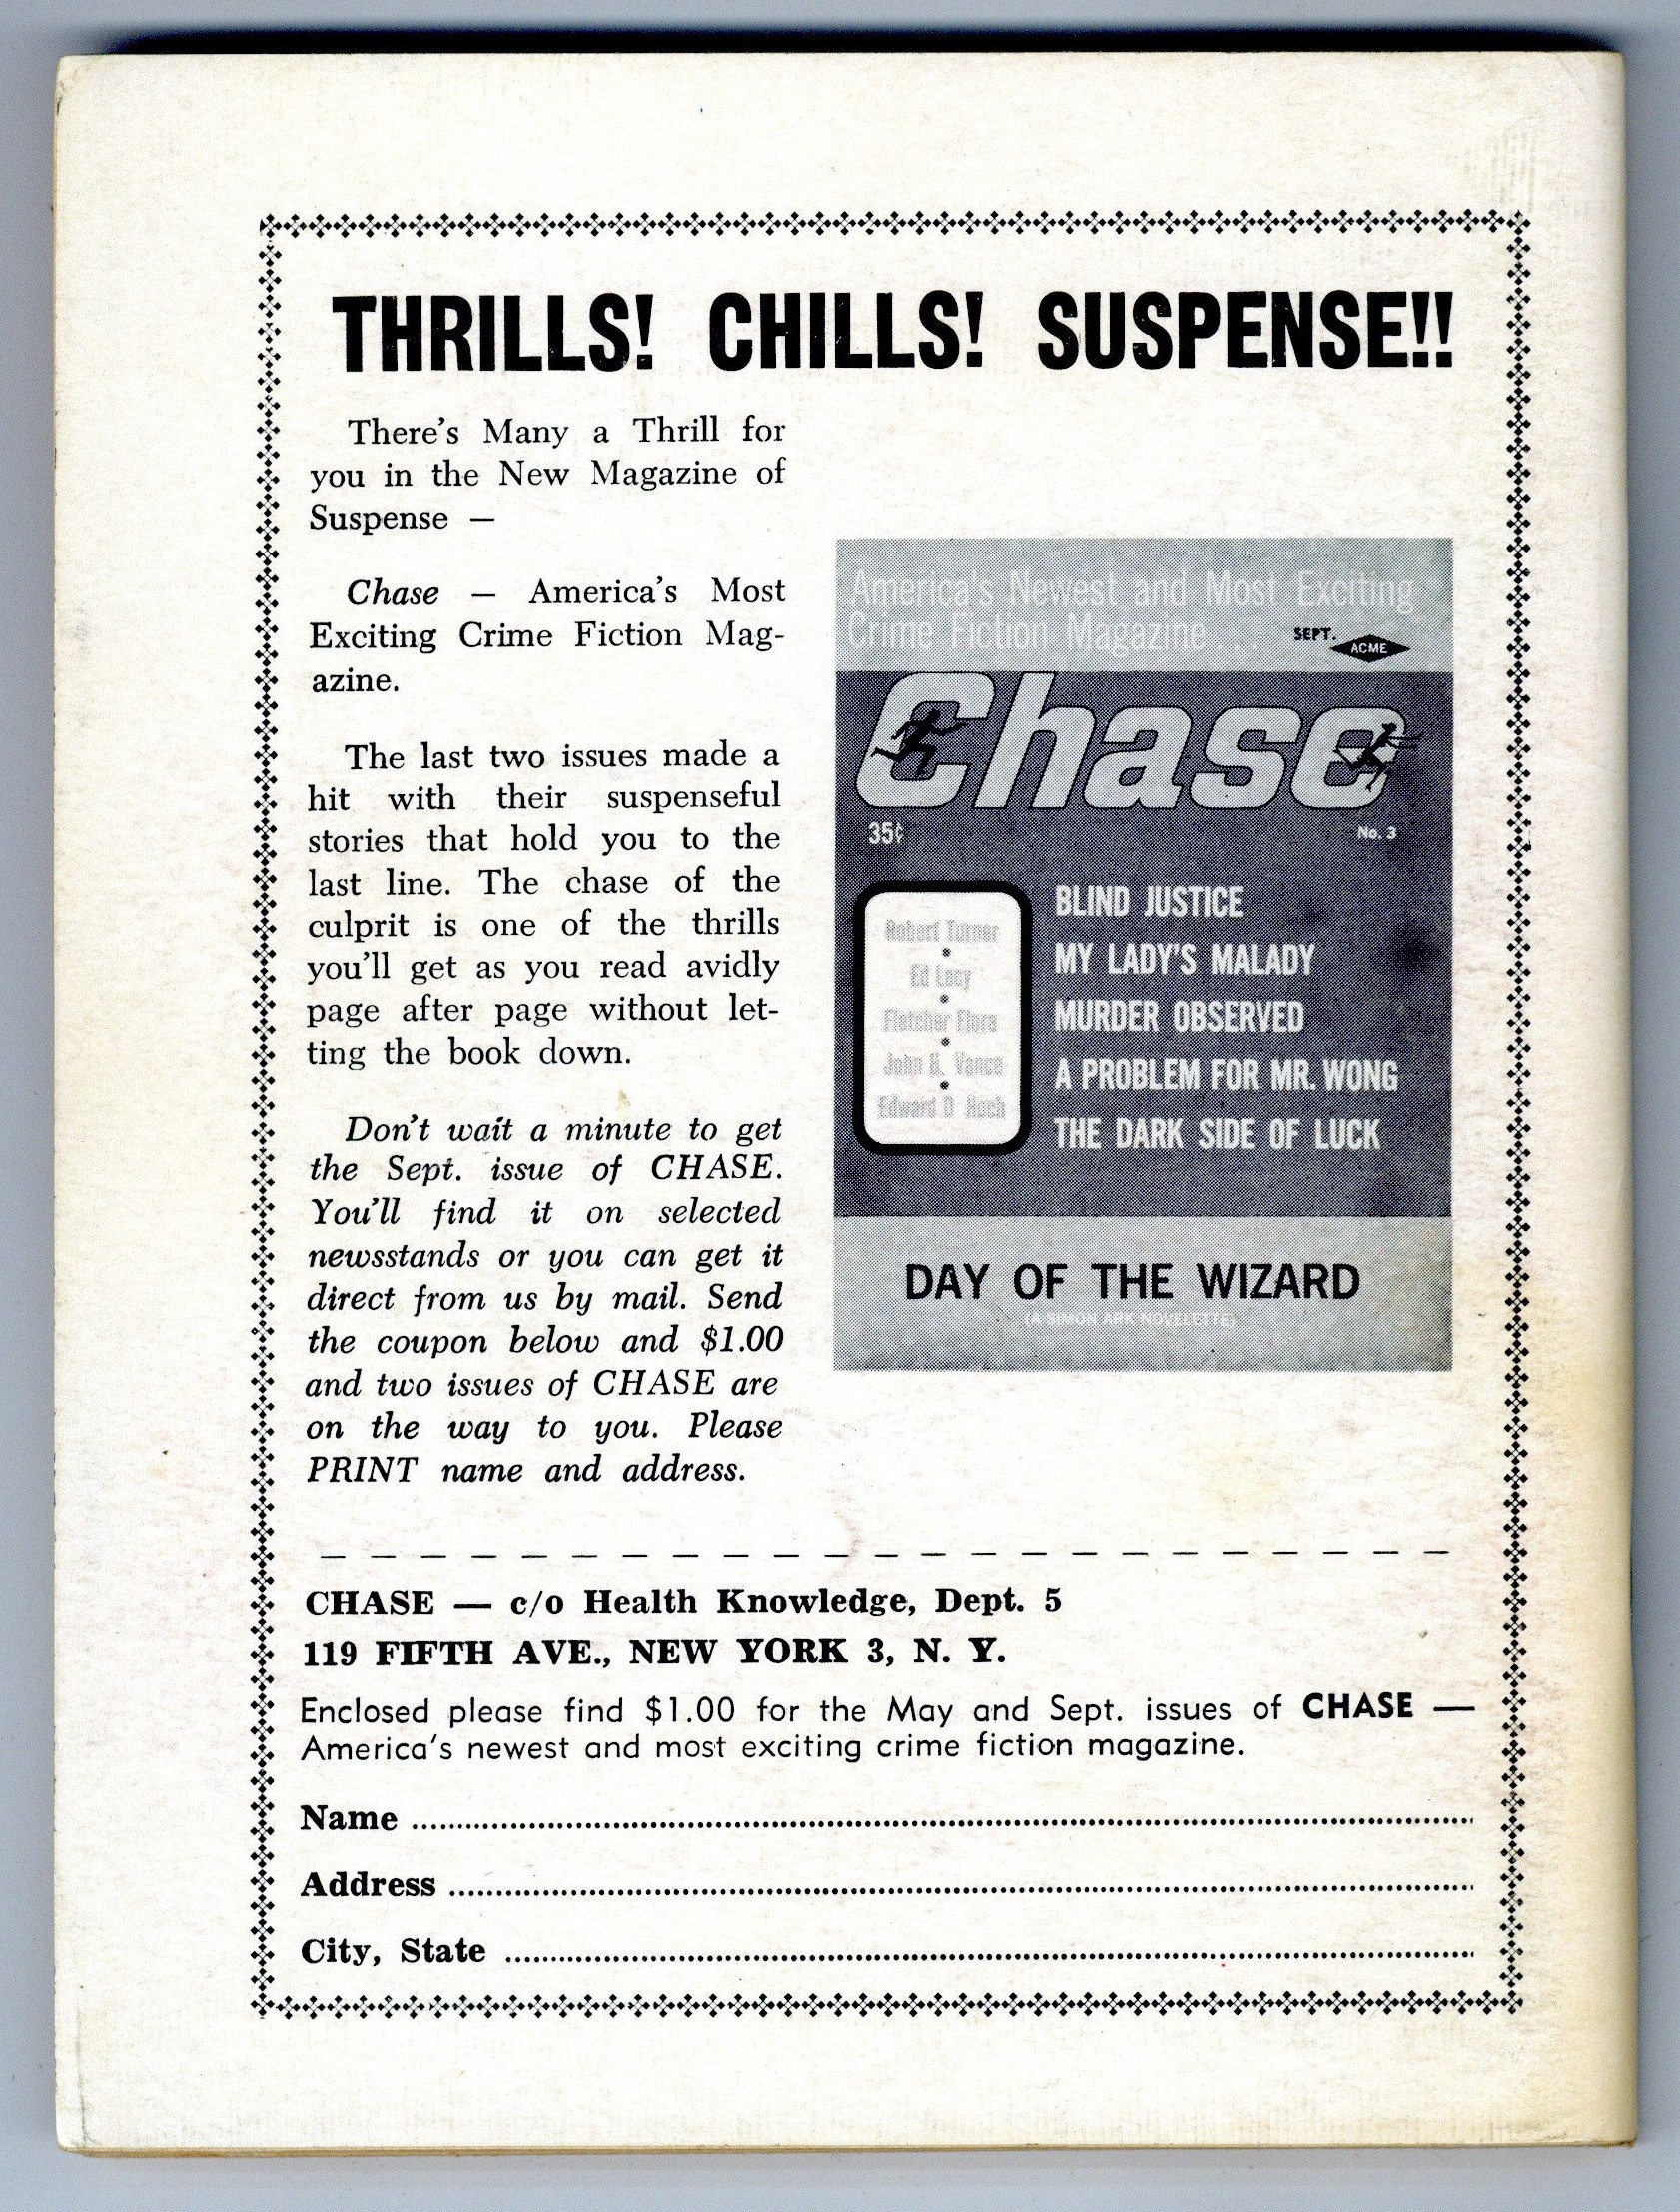 THRILLS! CHILLS! SUSPENSE!!
There's Many a Thrill for
you in the New Magazine of
Suspense —
Chase — America's Most
Exciting Crime Fiction Mag-
azine.
The last two issues made a
hit with their suspenseful
stories that hold you to the
last line. The chase of the
culprit is one of the thrills
you'll get as you read avidly
page after page without let-
ting the book down.
Don't wait a minute to get
the Sept. issue of CHASE.
You'll find it on selected
newsstands or you can get it
direct from us by mail. Send
the coupon below and $1.00
and two issues of CHASE are
on the way to you. Please
PRINT name and address.
America's Newest and Most Exciting
Crime Fiction Magazine . .
SEPT.
ACME
Chase
35¢
No. 3
Robert Turner
Ed Lacy
Fletcher Flora
John B. Vance
Edward D. Hoch
BLIND JUSTICE
MY LADY'S MALADY
MURDER OBSERVED
A PROBLEM FOR MR. WONG
THE DARK SIDE OF LUCK
DAY OF THE WIZARD
(A SIMON ARK NOVELETTE)
CHASE — c/o Health Knowledge, Dept. 5
119 FIFTH AVE., NEW YORK 3, N. Y.
Enclosed please find $1.00 for the May and Sept. issues of CHASE —
America's newest and most exciting crime fiction magazine.
Name
Address
City, State